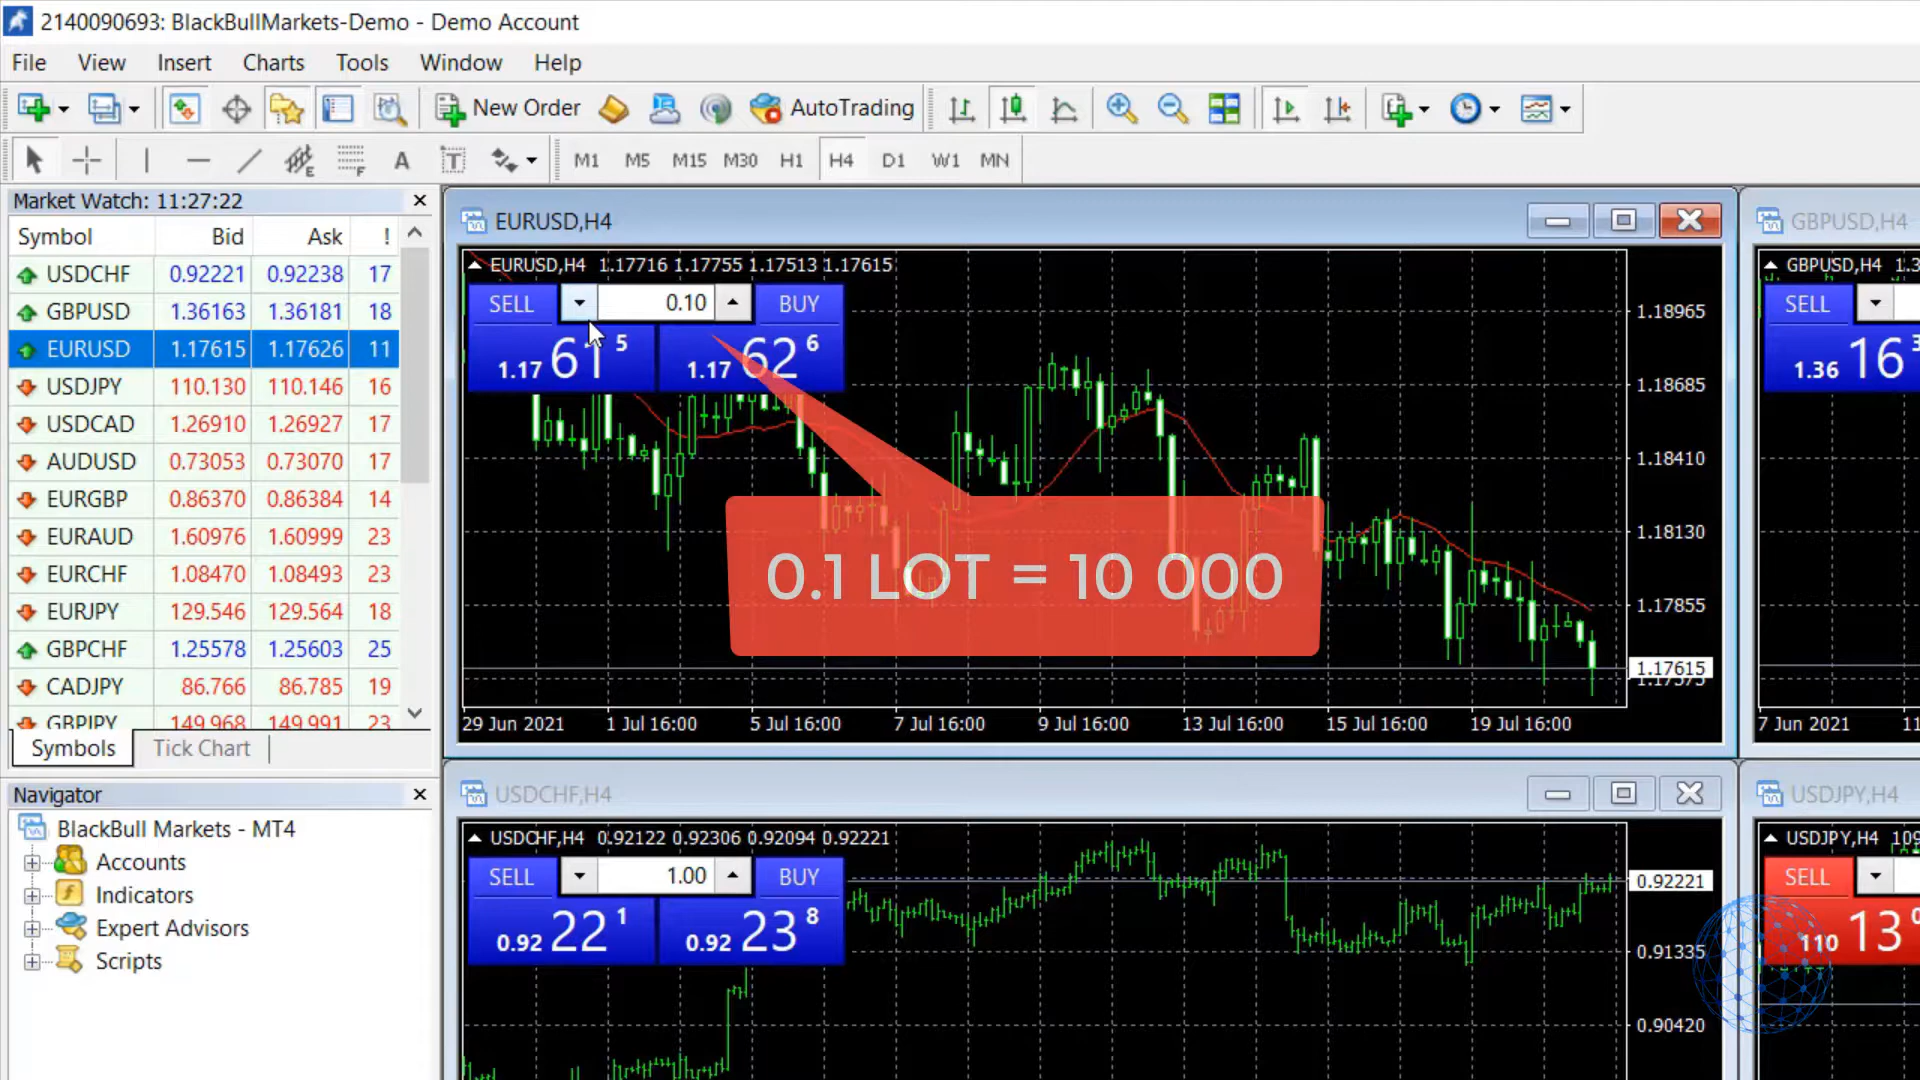 2140090693: BlackBullMarkets-Demo - Demo Account
File View Insert Charts Tools Window Help
New Order AutoTrading
A T M1 M5 M15 M30 H1 H4 D1 W1 MN
Market Watch: 11:27:22
Symbol Bid Ask !
USDCHF 0.92221 0.92238 17
GBPUSD 1.36163 1.36181 18
EURUSD 1.17615 1.17626 11
USDJPY 110.130 110.146 16
USDCAD 1.26910 1.26927 17
AUDUSD 0.73053 0.73070 17
EURGBP 0.86370 0.86384 14
EURAUD 1.60976 1.60999 23
EURCHF 1.08470 1.08493 23
EURJPY 129.546 129.564 18
GBPCHF 1.25578 1.25603 25
CADJPY 86.766 86.785 19
GBPJPY 149.968 149.991 23
Symbols Tick Chart
Navigator
BlackBull Markets - MT4
Accounts
Indicators
Expert Advisors
Scripts
EURUSD,H4
EURUSD,H4 1.17716 1.17755 1.17513 1.17615
SELL 0.10 BUY
1.17 61 5 1.17 62 6
1.18965
1.18685
1.18410
1.18130
1.17855
1.17615
1.17575
0.1 LOT = 10 000
29 Jun 2021 1 Jul 16:00 5 Jul 16:00 7 Jul 16:00 9 Jul 16:00 13 Jul 16:00 15 Jul 16:00 19 Jul 16:00
GBPUSD,H4
GBPUSD,H4
SELL
1.36 16
7 Jun 2021
USDCHF,H4
USDCHF,H4 0.92122 0.92306 0.92094 0.92221
SELL 1.00 BUY
0.92 22 1 0.92 23 8
0.92221
0.91335
0.90420
USDJPY,H4
USDJPY,H4
SELL
110 13